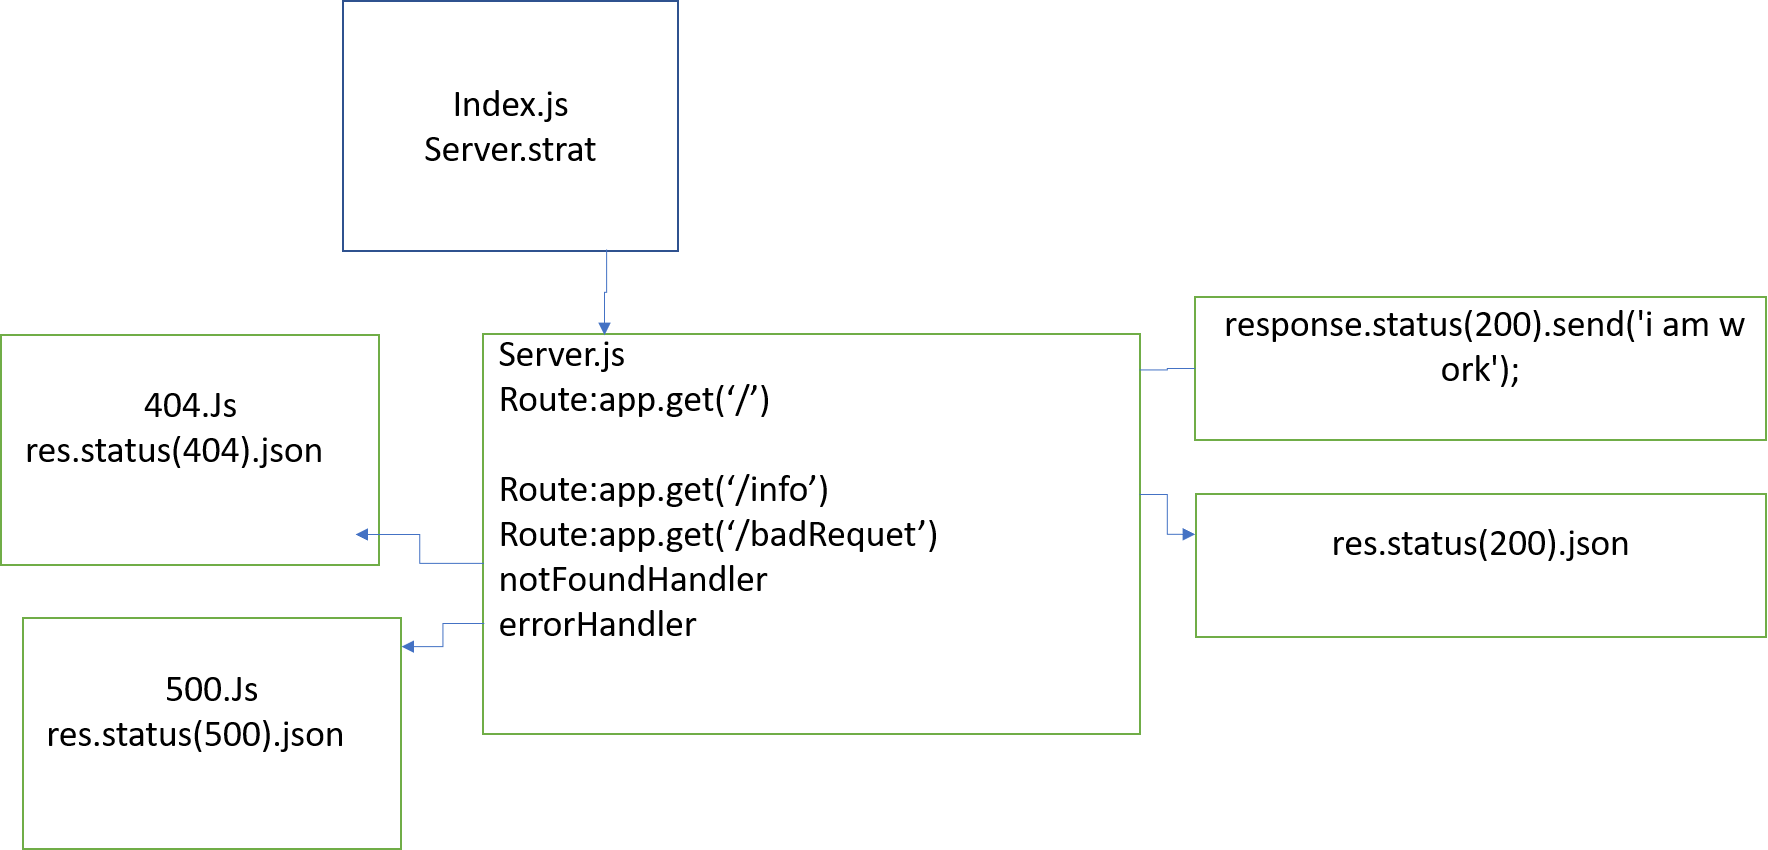 Index.js
Server.strat
Server.js
Route:app.get(‘/’)
Route:app.get(‘/info’)
Route:app.get(‘/badRequet’)
notFoundHandler
errorHandler
404.Js
res.status(404).json
500.Js
res.status(500).json
response.status(200).send('i am w
ork');
res.status(200).json